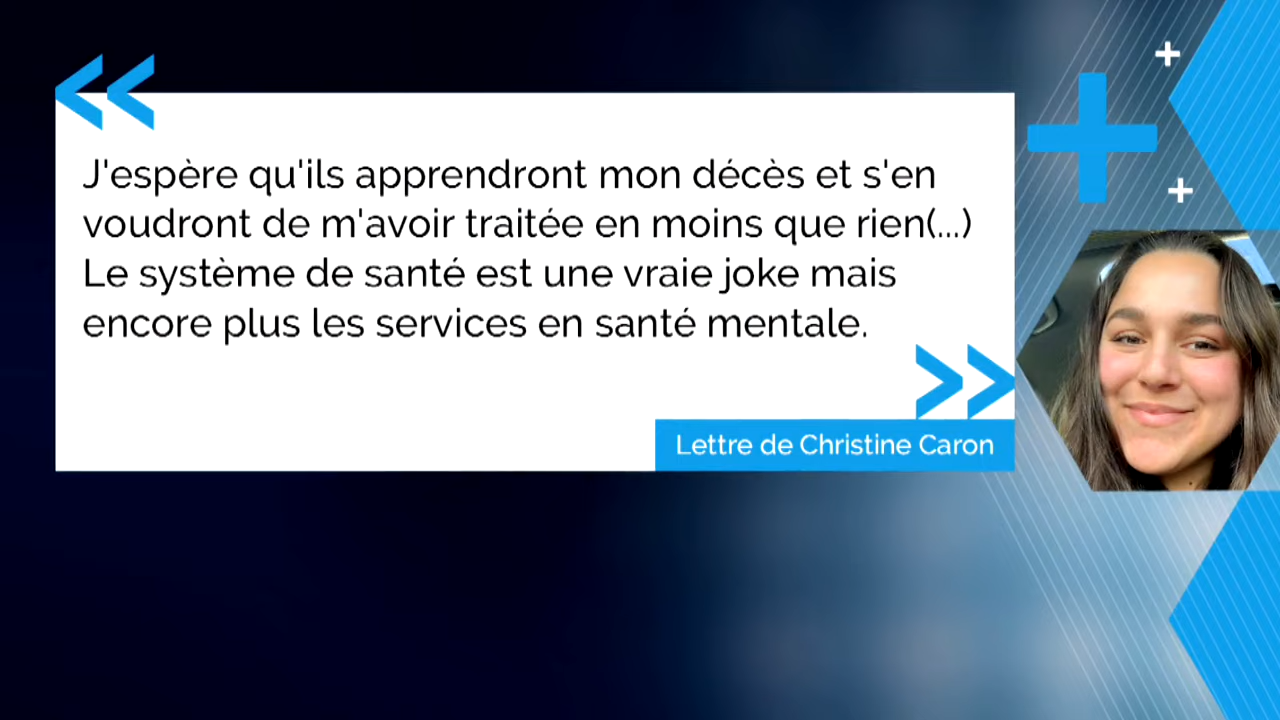 J'espère qu'ils apprendront mon décès et s'en
voudront de m'avoir traitée en moins que rien(...)
Le système de santé est une vraie joke mais
encore plus les services en santé mentale.
Lettre de Christine Caron